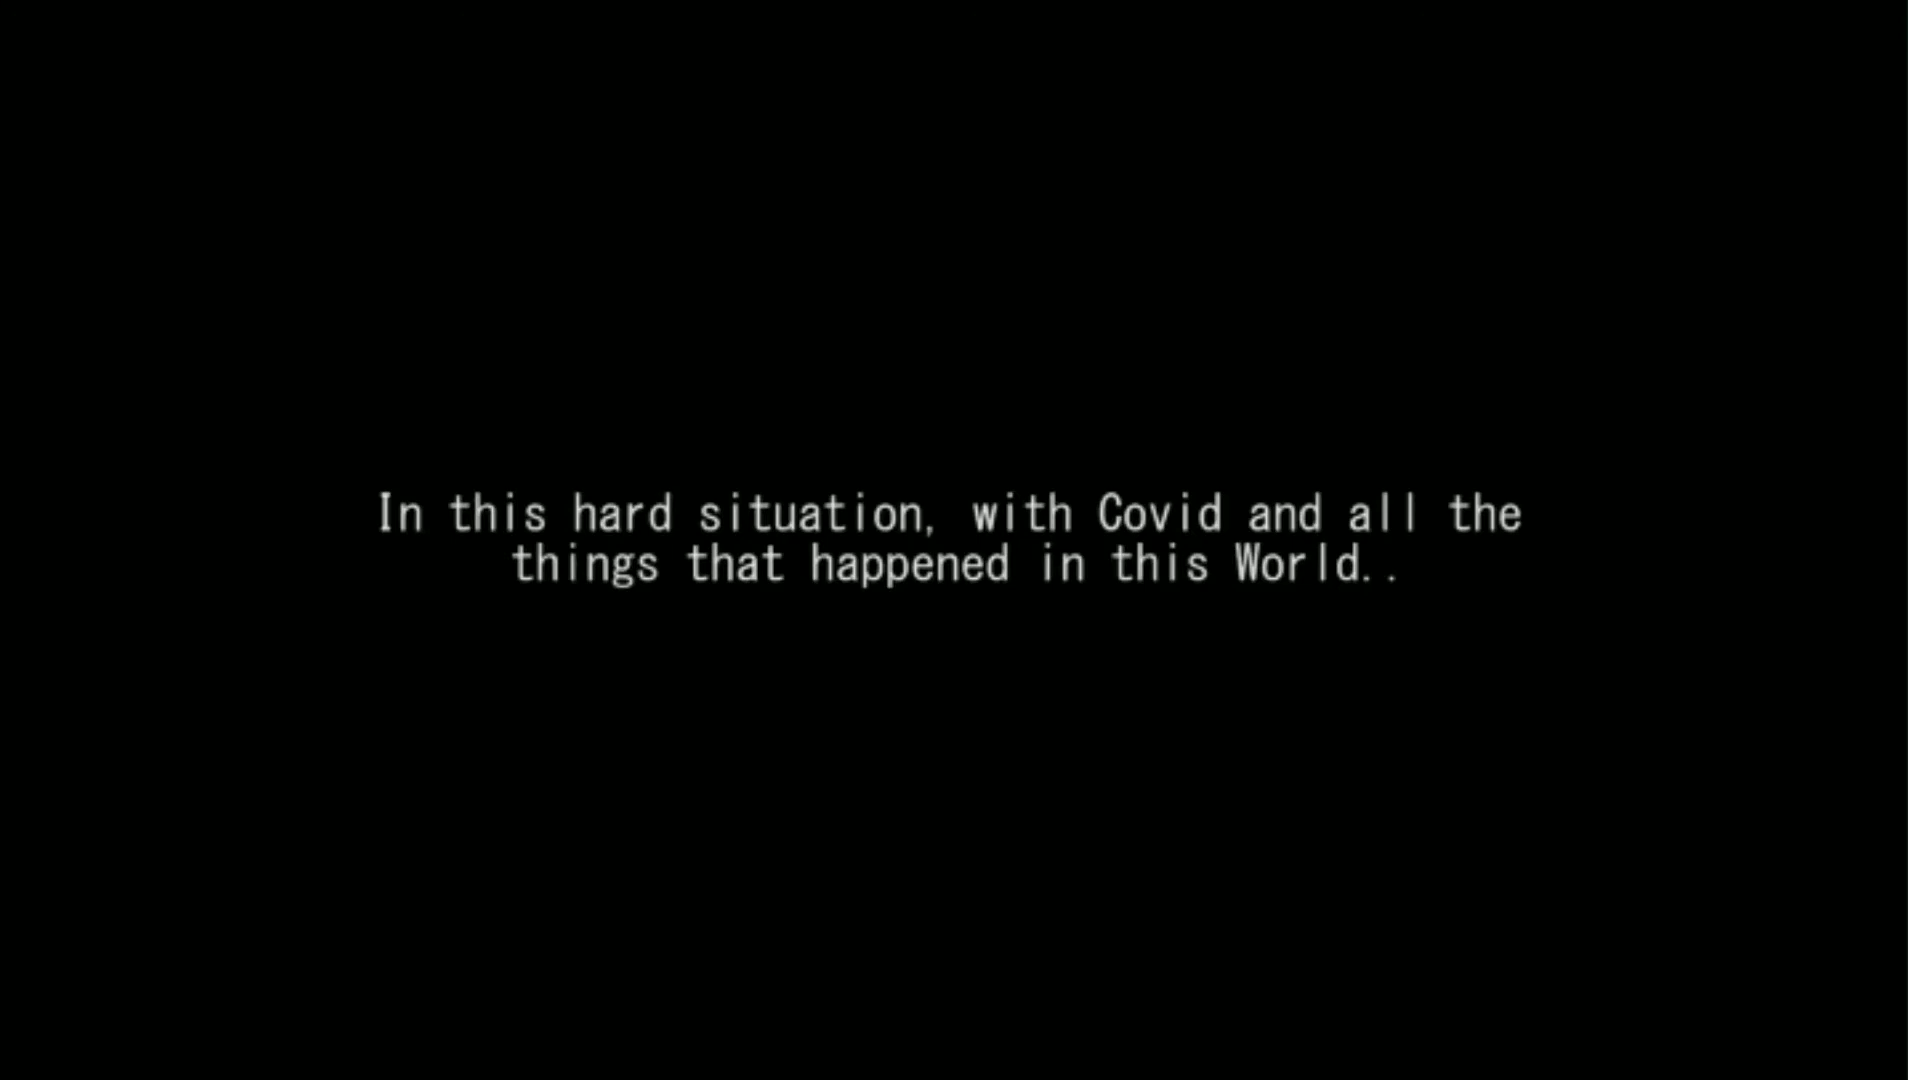 In this hard situation, with Covid and all the
things that happened in this World..